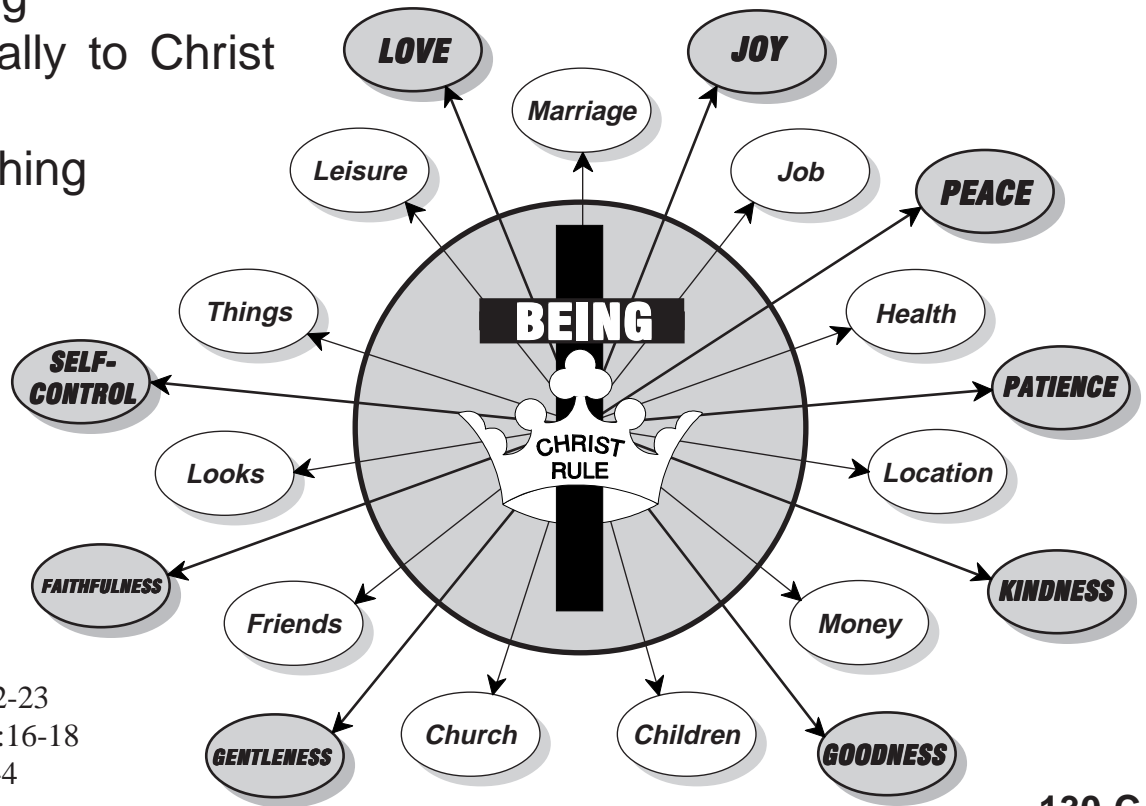 ally to Christ
LOVE
JOY
Marriage
Leisure
Job
hing
PEACE
Things
BEING
Health
SELF-
CONTROL
PATIENCE
CHRIST
RULE
Looks
Location
FAITHFULNESS
Friends
Money
KINDNESS
2-23
:16-18
-4
GENTLENESS
Church
Children
GOODNESS